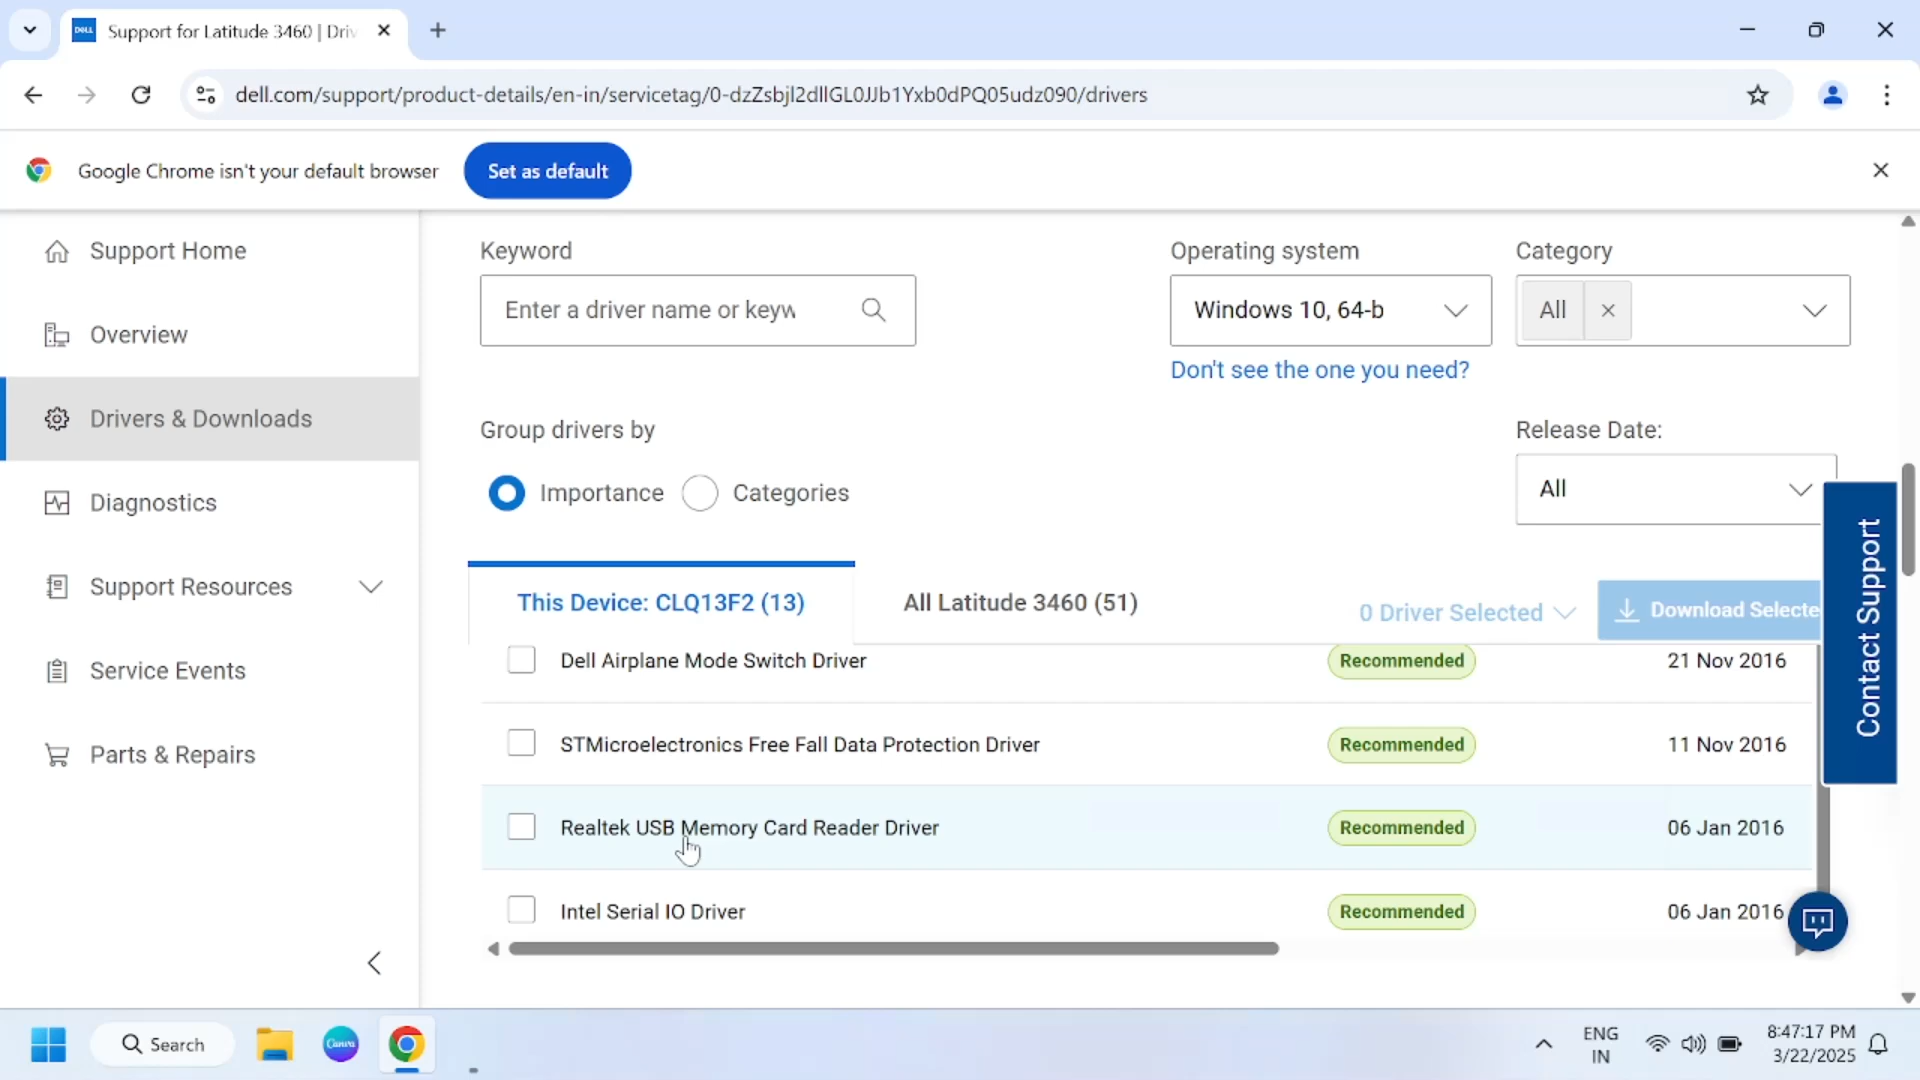 DELL
Support for Latitude 3460 | Driv
dell.com/support/product-details/en-in/servicetag/0-dzZsbjl2dllGL0JJb1Yxb0dPQ05udz090/drivers
Google Chrome isn't your default browser
Set as default
Support Home
Overview
Drivers & Downloads
Diagnostics
Support Resources
Service Events
Parts & Repairs
Keyword
Operating system
Category
Enter a driver name or keyw
Windows 10, 64-b
All
Don't see the one you need?
Group drivers by
Release Date:
Importance
Categories
All
This Device: CLQ13F2 (13)
All Latitude 3460 (51)
0 Driver Selected
Download Selecte
Dell Airplane Mode Switch Driver Recommended 21 Nov 2016
STMicroelectronics Free Fall Data Protection Driver Recommended 11 Nov 2016
Realtek USB Memory Card Reader Driver Recommended 06 Jan 2016
Intel Serial IO Driver Recommended 06 Jan 2016
Contact Support
Search
Canva
ENG
IN
8:47:17 PM
3/22/2025